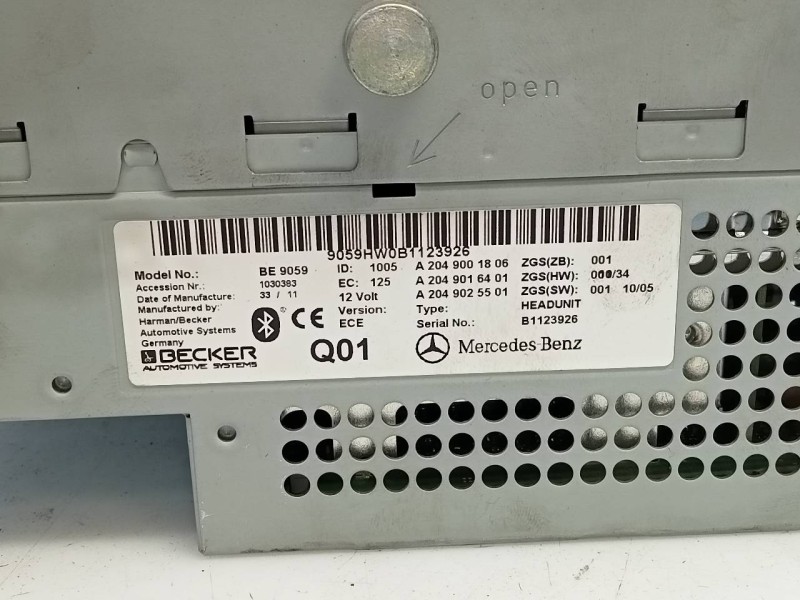 open
9059HW0B1123926
Model No.: BE 9059 ID: 1005 A 204 900 18 06 ZGS(ZB): 001
Accession Nr.: 1030383 EC: 125 A 204 901 64 01 ZGS(HW): 000/34
Date of Manufacture: 33 / 11 12 Volt A 204 902 55 01 ZGS(SW): 001 10/05
Manufactured by: Version: Type: HEADUNIT
Harman/Becker ECE Serial No.: B1123926
Automotive Systems
Germany
BECKER Q01 Mercedes-Benz
AUTOMOTIVE SYSTEMS
CE